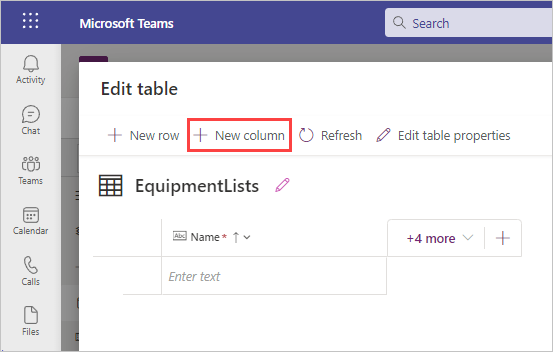 Microsoft Teams
Search
Activity
Chat
Teams
Calendar
Calls
Files
Edit table
New row
New column
Refresh
Edit table properties
EquipmentLists
Abc Name*
+4 more
Enter text